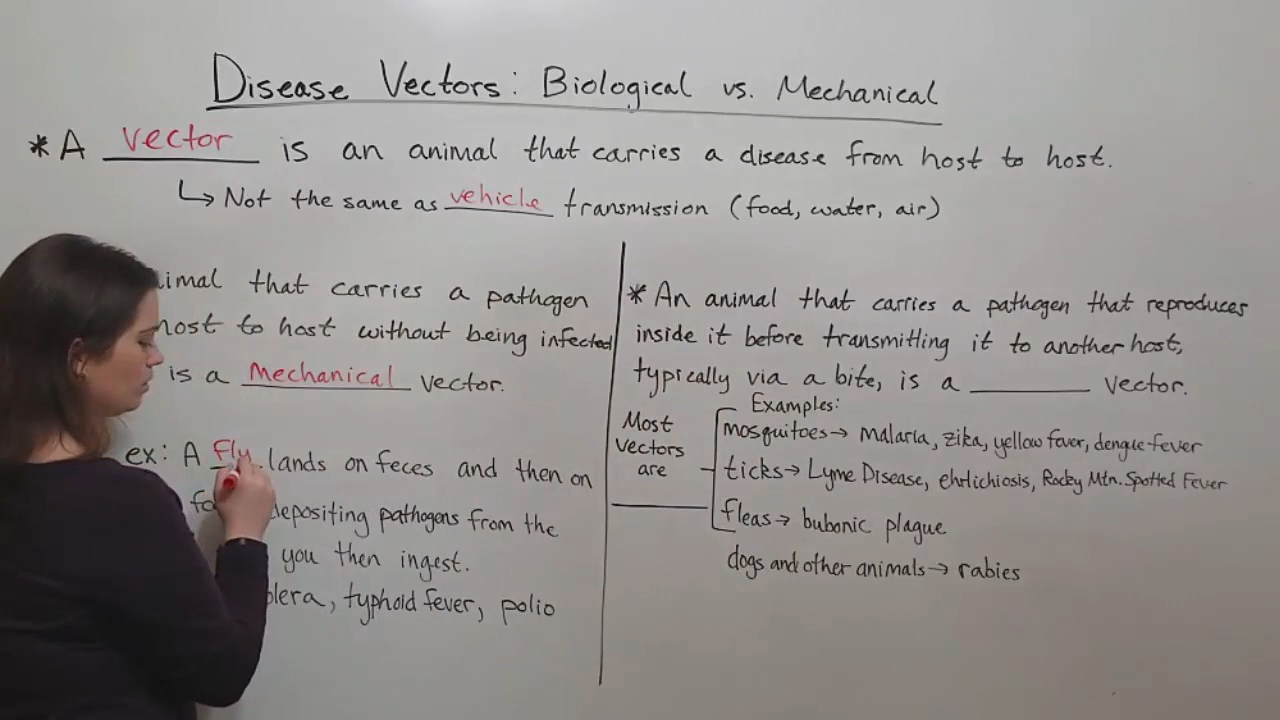 Disease Vectors: Biological vs. Mechanical
*A vector is an animal that carries a disease from host to host.
↳ Not the same as vehicle transmission (food, water, air)
that carries a pathogen
host to host without being infected
is a Mechanical vector.
ex: A Fly lands on feces and then on
depositing pathogens from the
you then ingest.
typhoid fever, polio
* An animal that carries a pathogen that reproduces
inside it before transmitting it to another host,
typically via a bite, is a ________ vector.
Examples:
Most
vectors
are
mosquitoes → Malaria, zika, yellow fever, dengue fever
ticks → Lyme Disease, ehrlichiosis, Rocky Mtn. Spotted Fever
fleas → bubonic plague
dogs and other animals → rabies